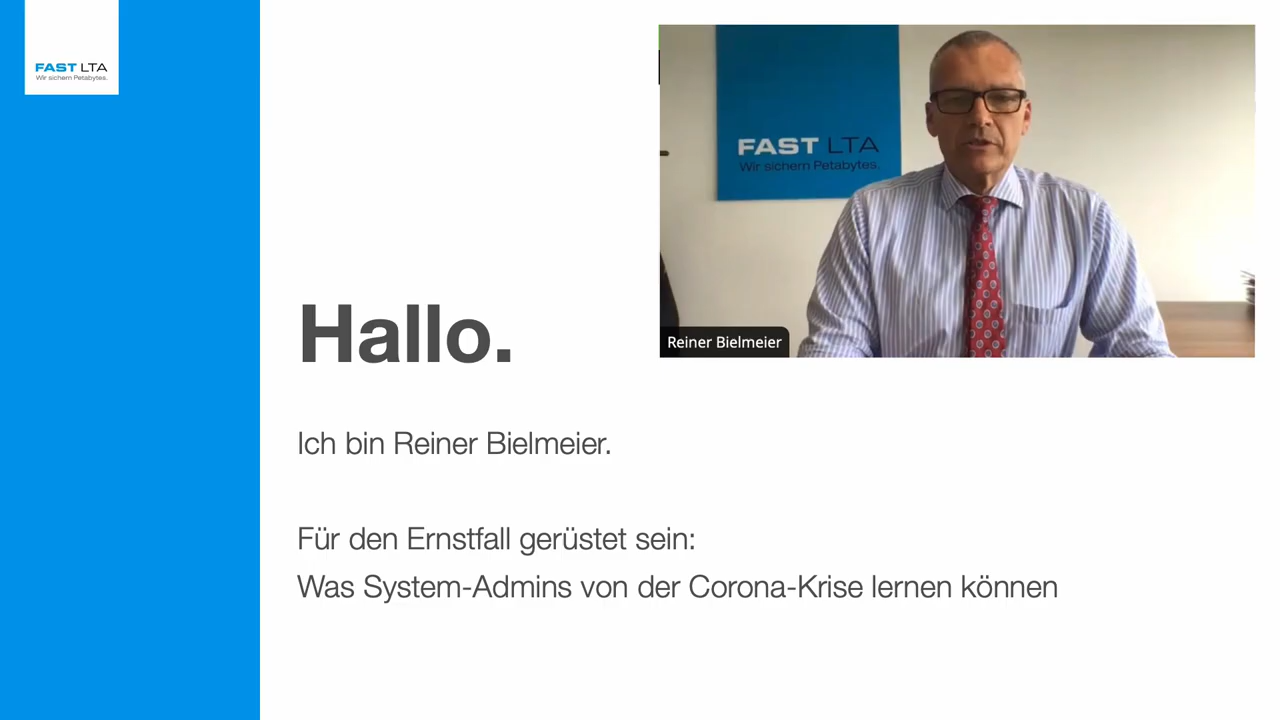 FAST LTA
Wir sichern Petabytes.
FAST LTA
Wir sichern Petabytes.
Reiner Bielmeier
Hallo.
Ich bin Reiner Bielmeier.
Für den Ernstfall gerüstet sein:
Was System-Admins von der Corona-Krise lernen können